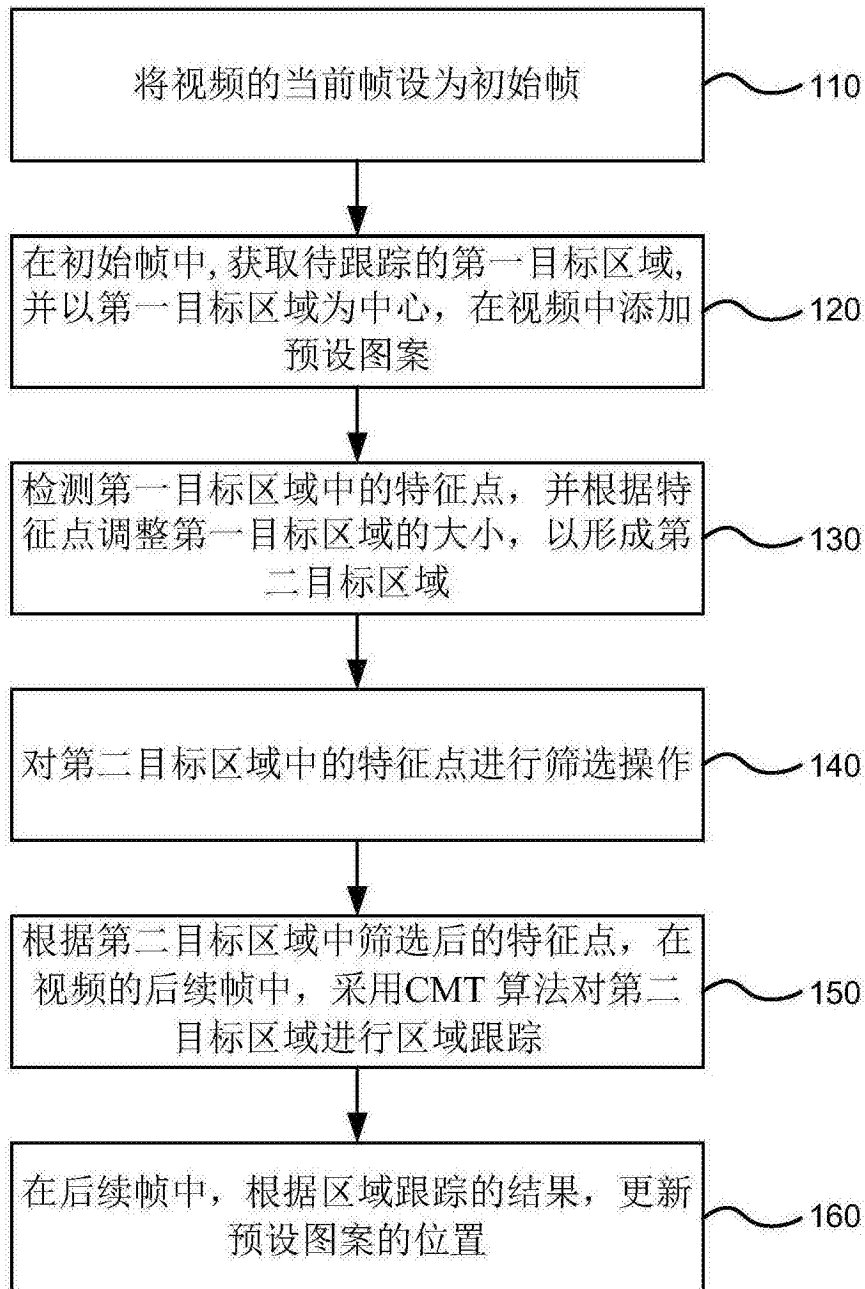 将视频的当前帧设为初始帧
110
在初始帧中,获取待跟踪的第一目标区域,
并以第一目标区域为中心，在视频中添加
预设图案
120
检测第一目标区域中的特征点，并根据特
征点调整第一目标区域的大小，以形成第
二目标区域
130
对第二目标区域中的特征点进行筛选操作
140
根据第二目标区域中筛选后的特征点，在
视频的后续帧中，采用CMT 算法对第二
目标区域进行区域跟踪
150
在后续帧中，根据区域跟踪的结果，更新
预设图案的位置
160